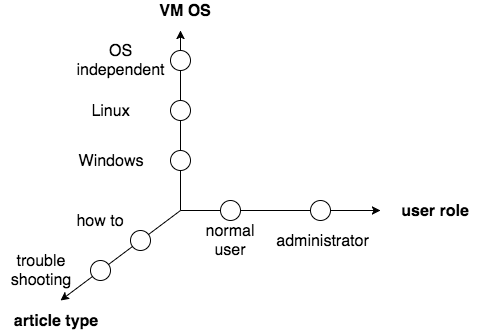 VM OS
OS
independent
Linux
Windows
how to
normal
user
administrator
user role
trouble
shooting
article type